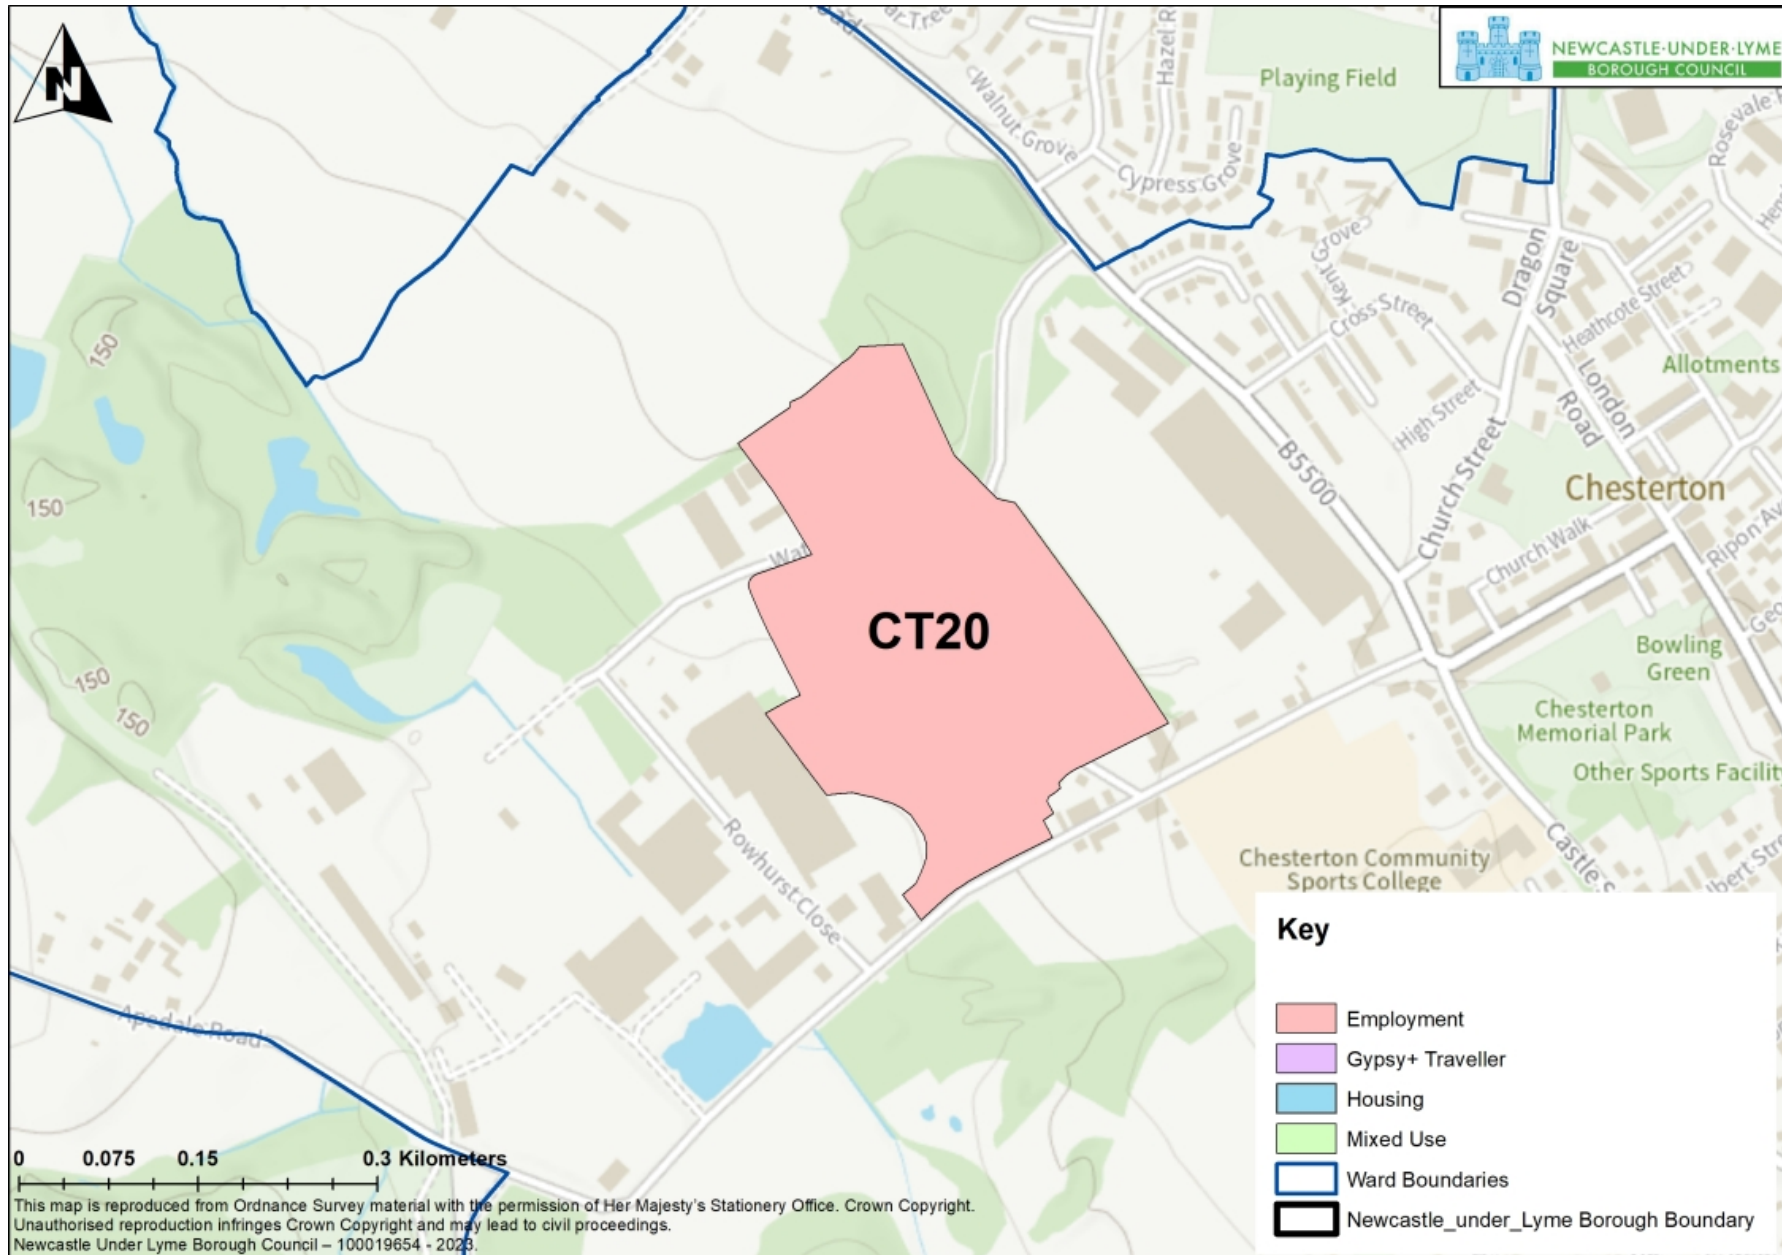 N
NEWCASTLE·UNDER·LYME
BOROUGH COUNCIL
Playing Field
Walnut Grove
Cypress Grove
Hazel R
Rosevale
Dragon
Square
Kent Grove
Cross Street
Heathcote Street
Allotments
High Street
London
Road
B5500
Church Street
Chesterton
Church Walk
Ripon Av
150
150
150
150
CT20
Bowling
Green
Chesterton
Memorial Park
Other Sports Facility
Rowhurst Close
Chesterton Community
Sports College
Castle S
Apedale Road
Key
Employment
Gypsy+ Traveller
Housing
Mixed Use
Ward Boundaries
Newcastle_under_Lyme Borough Boundary
0 0.075 0.15 0.3 Kilometers
This map is reproduced from Ordnance Survey material with the permission of Her Majesty's Stationery Office. Crown Copyright.
Unauthorised reproduction infringes Crown Copyright and may lead to civil proceedings.
Newcastle Under Lyme Borough Council – 100019654 - 2023.